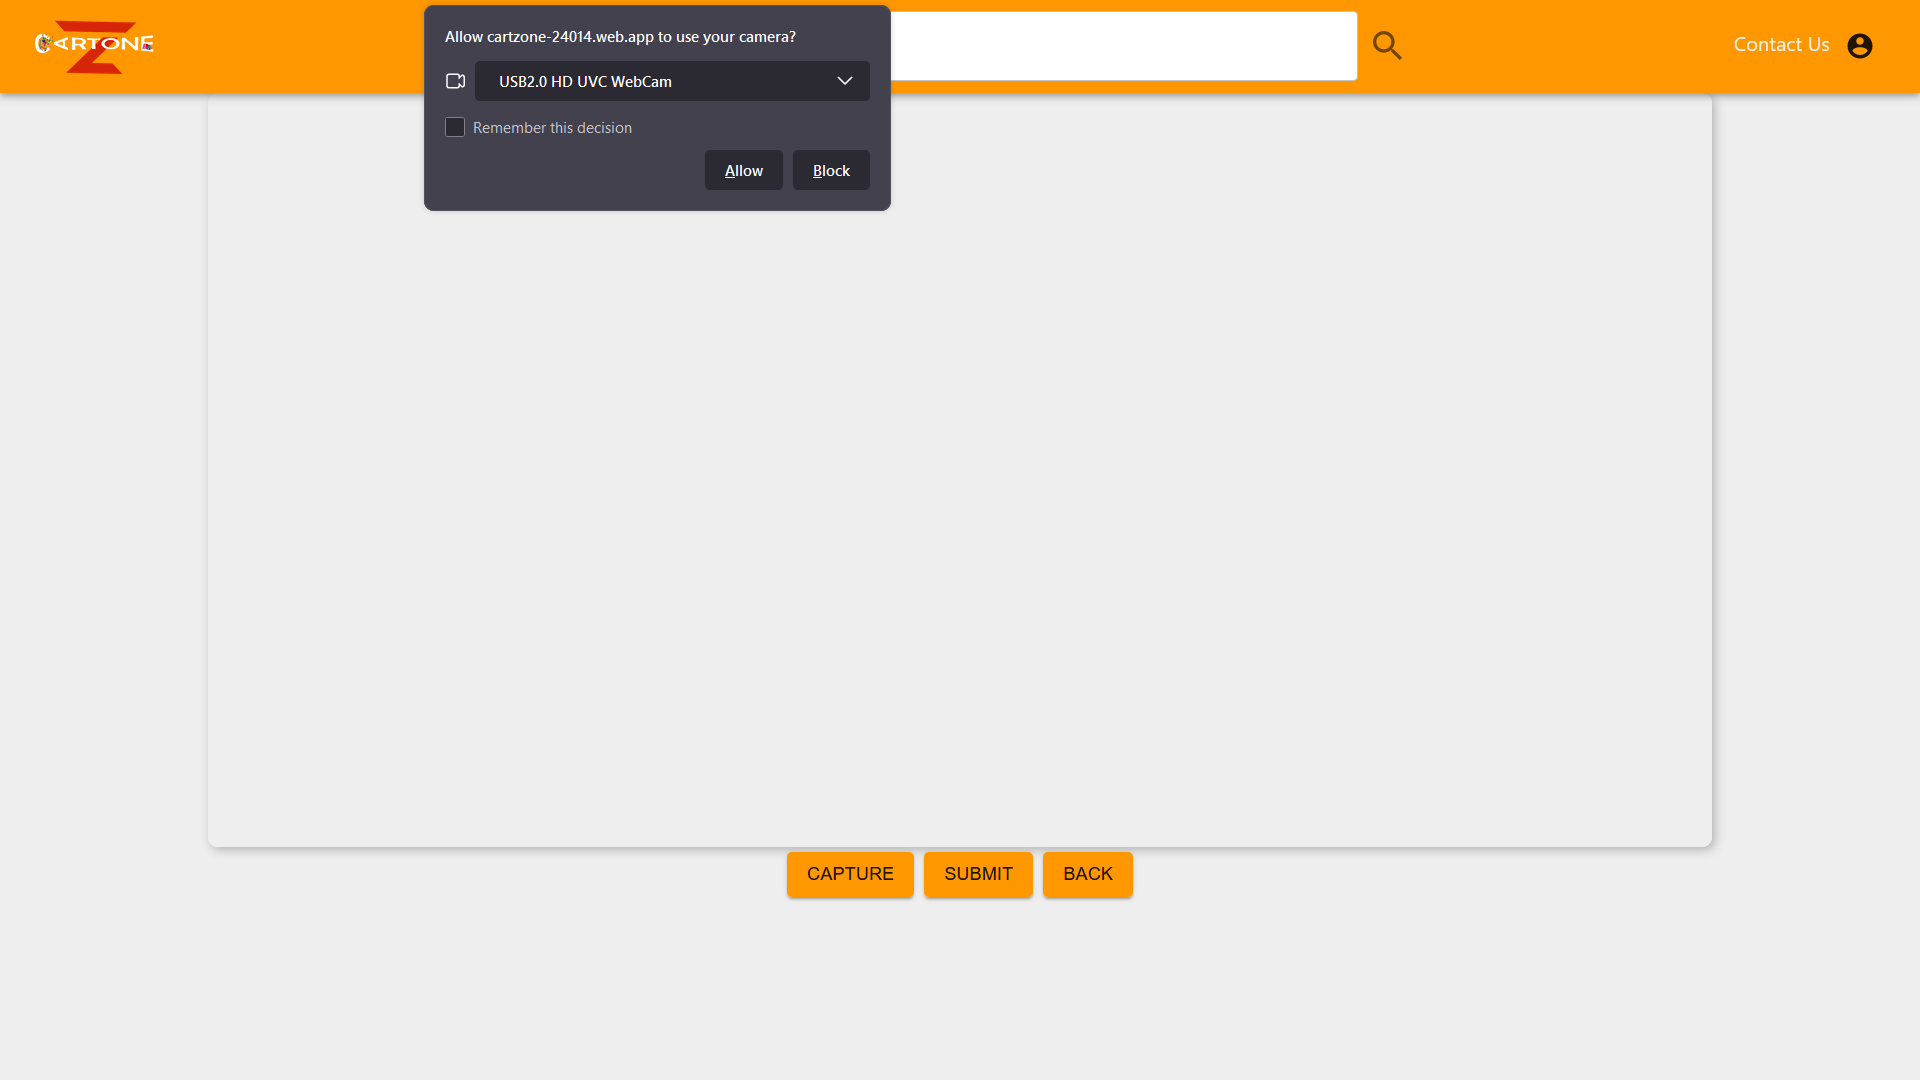 CARTONE
Z
Allow cartzone-24014.web.app to use your camera?
USB2.0 HD UVC WebCam
Remember this decision
Allow
Block
Contact Us
CAPTURE
SUBMIT
BACK